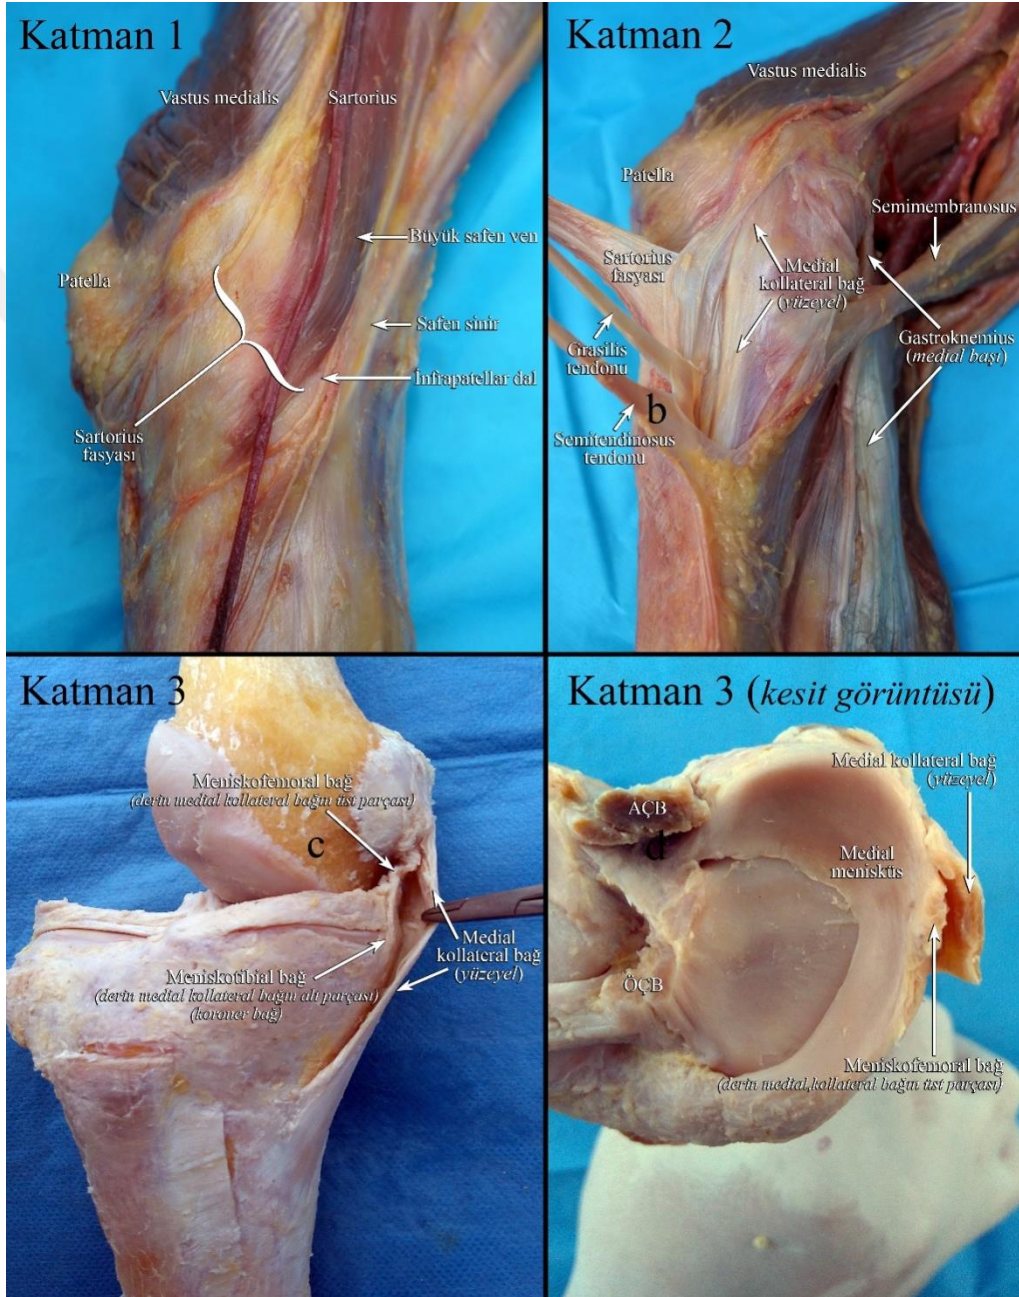 Katman 1
Vastus medialis
Sartorius
Büyük safen ven
Patella
Safen sinir
İnfrapatellar dal
Sartorius
fasyası
Katman 2
Vastus medialis
Patella
Semimembranosus
Sartorius
fasyası
Medial
kollateral bağ
(yüzeyel)
Gastroknemius
(medial başı)
Grasilis
tendonu
b
Semitendinosus
tendonu
Katman 3
Meniskofemoral bağ
(derin medial kollateral bağın üst parçası)
c
Medial
kollateral bağ
(yüzeyel)
Meniskotibial bağ
(derin medial kollateral bağın alt parçası)
(koroner bağ)
Katman 3 (kesit görüntüsü)
Medial kollateral bağ
(yüzeyel)
AÇB
d
Medial
menisküs
ÖÇB
Meniskofemoral bağ
(derin medial,kollateral bağın üst parçası)